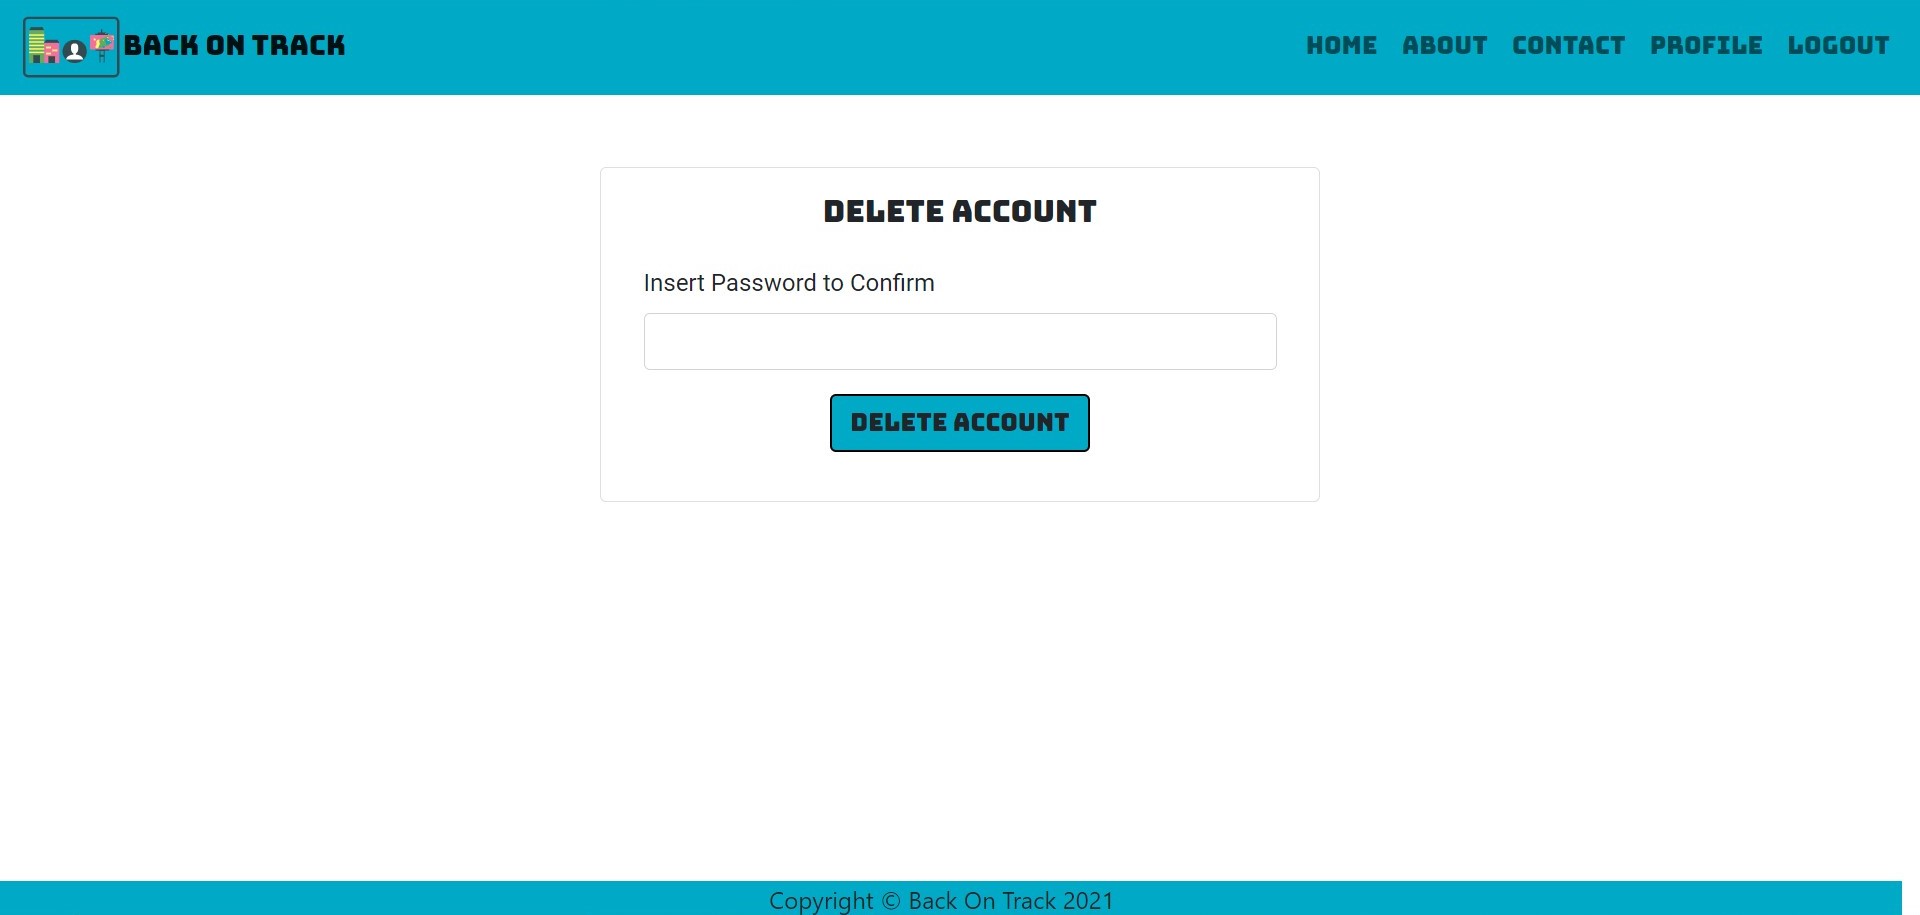 BACK ON TRACK
HOME ABOUT CONTACT PROFILE LOGOUT
DELETE ACCOUNT
Insert Password to Confirm
DELETE ACCOUNT
Copyright © Back On Track 2021